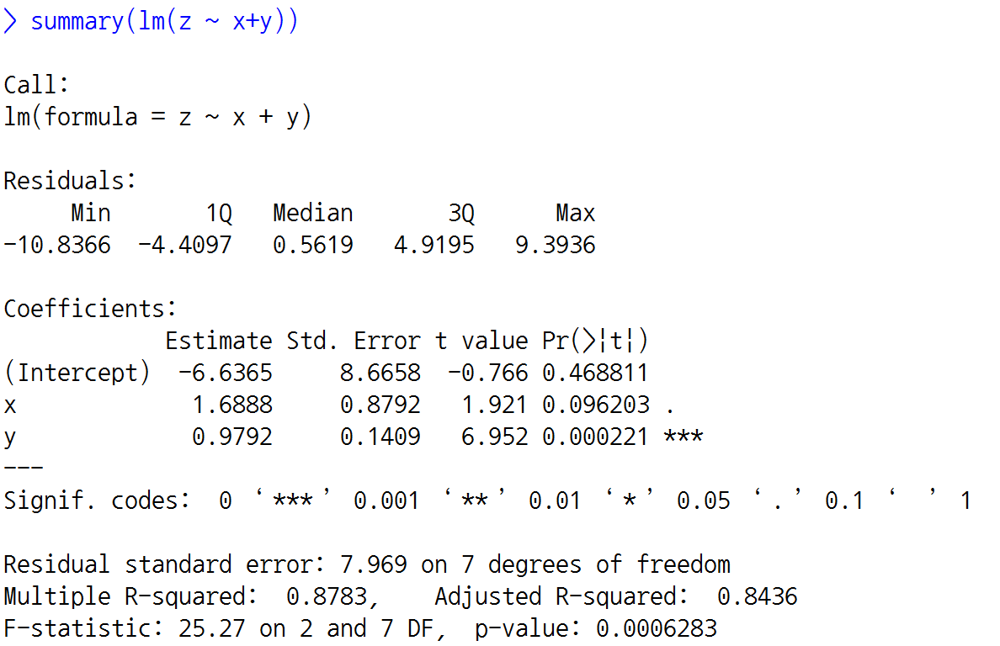 > summary(lm(z ~ x+y))
Call:
lm(formula = z ~ x + y)
Residuals:
     Min       1Q   Median       3Q      Max
-10.8366  -4.4097   0.5619   4.9195   9.3936
Coefficients:
            Estimate Std. Error t value Pr(>|t|)
(Intercept)  -6.6365     8.6658  -0.766 0.468811
x             1.6888     0.8792   1.921 0.096203 .
y             0.9792     0.1409   6.952 0.000221 ***
---
Signif. codes:  0 ‘***’ 0.001 ‘**’ 0.01 ‘*’ 0.05 ‘.’ 0.1 ‘ ’ 1
Residual standard error: 7.969 on 7 degrees of freedom
Multiple R-squared:  0.8783,    Adjusted R-squared:  0.8436
F-statistic: 25.27 on 2 and 7 DF,  p-value: 0.0006283